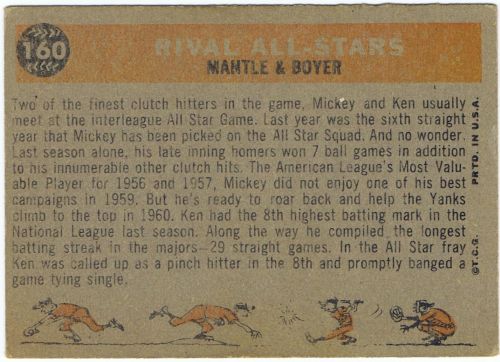 160
RIVAL ALL-STARS
MANTLE & BOYER
Two of the finest clutch hitters in the game, Mickey and Ken usually
meet at the interleague All Star Game. Last year was the sixth straight
year that Mickey has been picked on the All Star Squad. And no wonder.
Last season alone, his late inning homers won 7 ball games in addition
to his innumerable other clutch hits. The American League's Most Valu-
able Player for 1956 and 1957, Mickey did not enjoy one of his best
campaigns in 1959. But he's ready to roar back and help the Yanks
climb to the top in 1960. Ken had the 8th highest batting mark in the
National League last season. Along the way he compiled the longest
batting streak in the majors—29 straight games. In the All Star fray
Ken was called up as a pinch hitter in the 8th and promptly banged a
game tying single.
©T.C.G. PRTD. IN U.S.A.